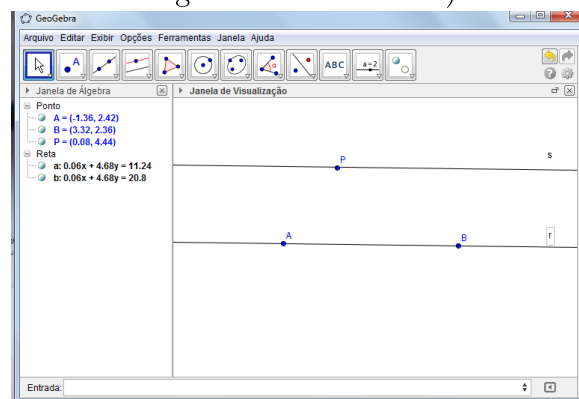 GeoGebra
Arquivo Editar Exibir Opções Ferramentas Janela Ajuda
A
α
ABC
a=2
Janela de Álgebra
Janela de Visualização
Ponto
A = (-1.36, 2.42)
B = (3.32, 2.36)
P = (0.08, 4.44)
Reta
a: 0.06x + 4.68y = 11.24
b: 0.06x + 4.68y = 20.8
P
s
A
B
r
Entrada: